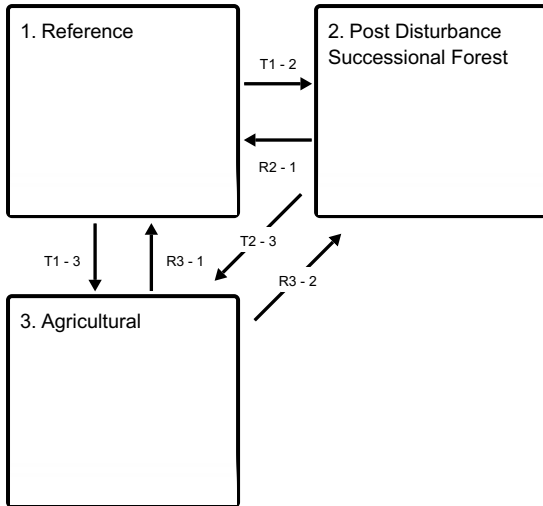 1. Reference
2. Post Disturbance
Successional Forest
T1 - 2
R2 - 1
T1 - 3
R3 - 1
T2 - 3
R3 - 2
3. Agricultural